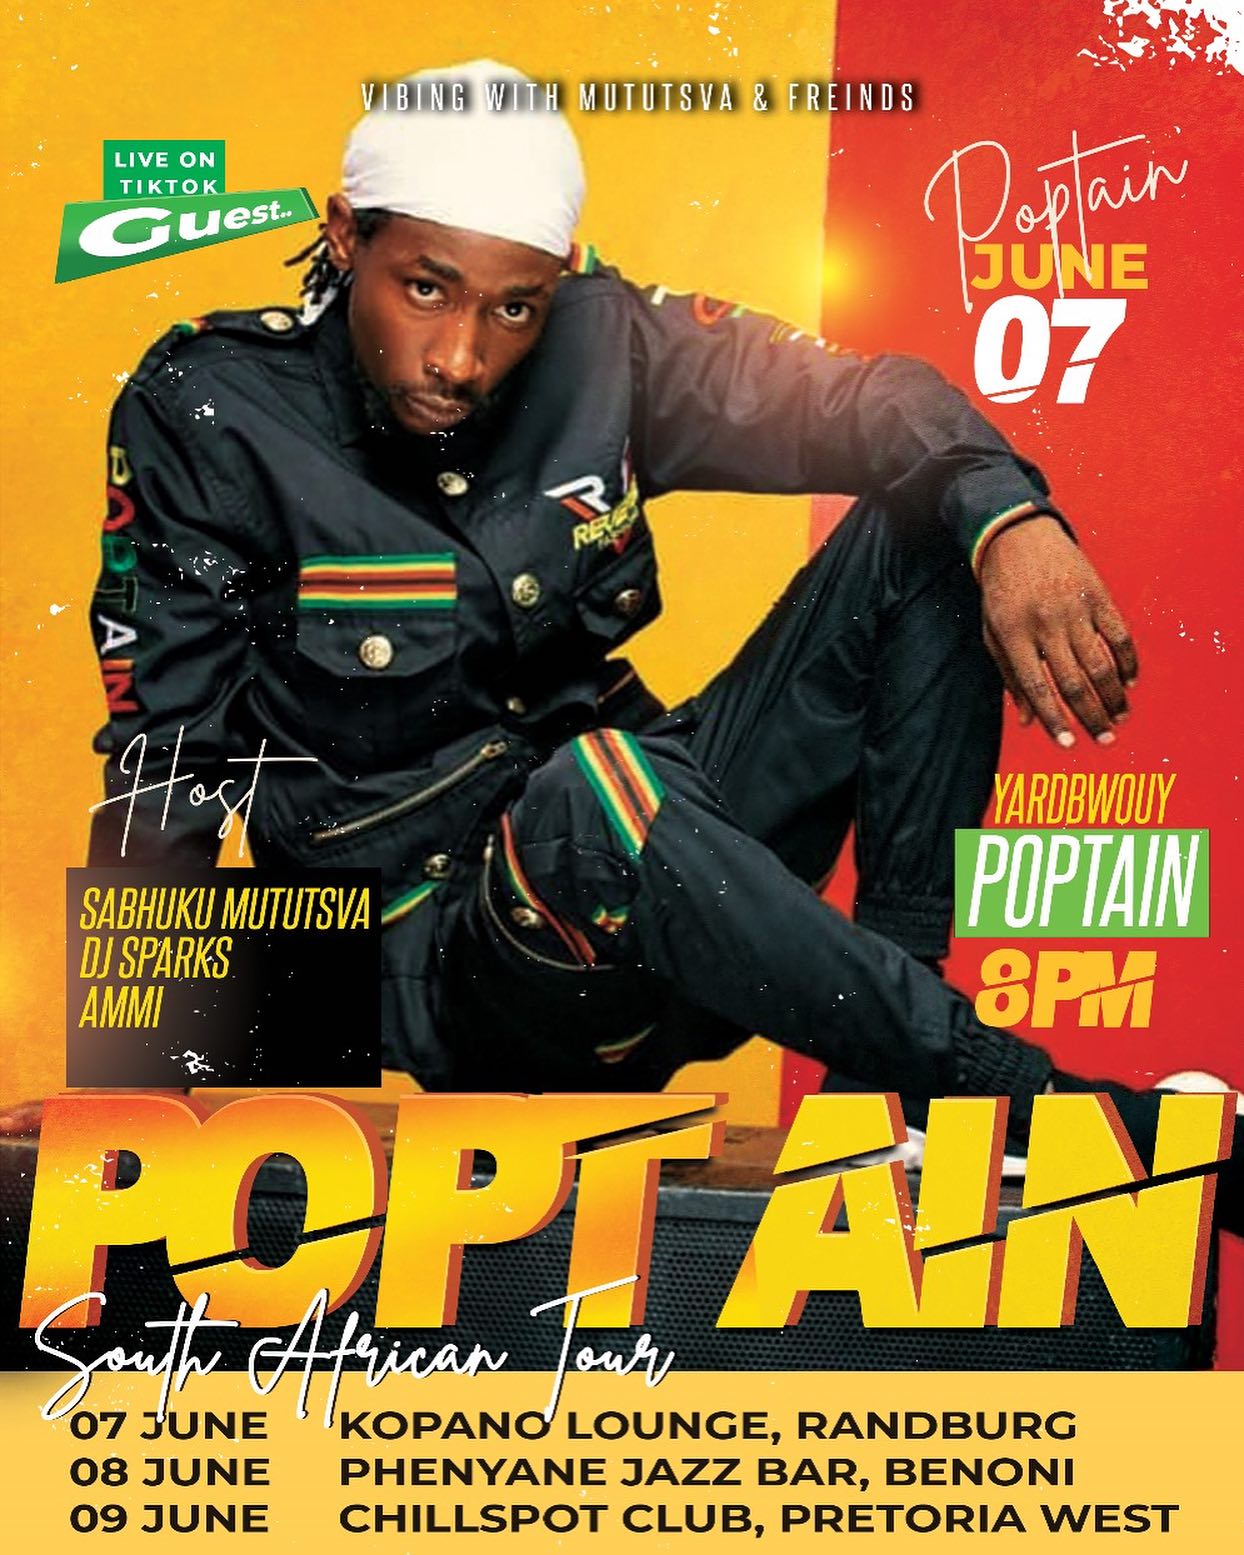 VIBING WITH MUTUTSVA & FREINDS
LIVE ON
TIKTOK
Guest..
Poptain
JUNE
07
POPTAIN
R
Host
SABHUKU MUTUTSVA
DJ SPARKS
AMMI
YARDBWOUY
POPTAIN
8PM
POPTAIN
South African Tour
07 JUNE KOPANO LOUNGE, RANDBURG
08 JUNE PHENYANE JAZZ BAR, BENONI
09 JUNE CHILLSPOT CLUB, PRETORIA WEST